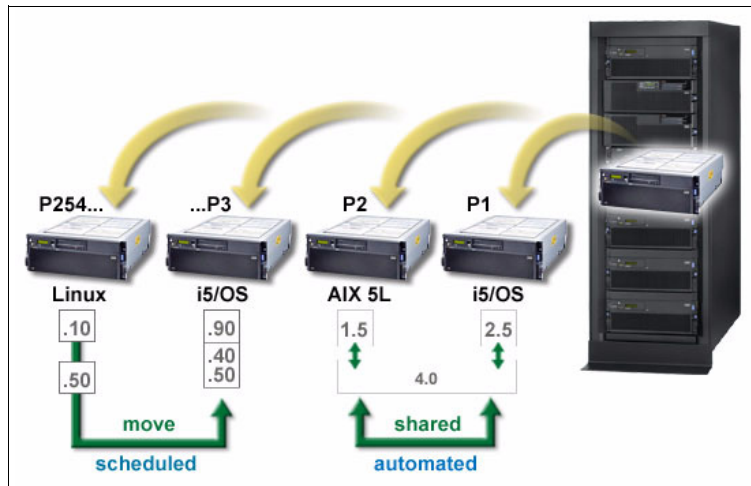 P254...
...P3
P2
P1
Linux
i5/OS
AIX 5L
i5/OS
.10
.90
1.5
2.5
.40
.50
.50
4.0
move
shared
scheduled
automated